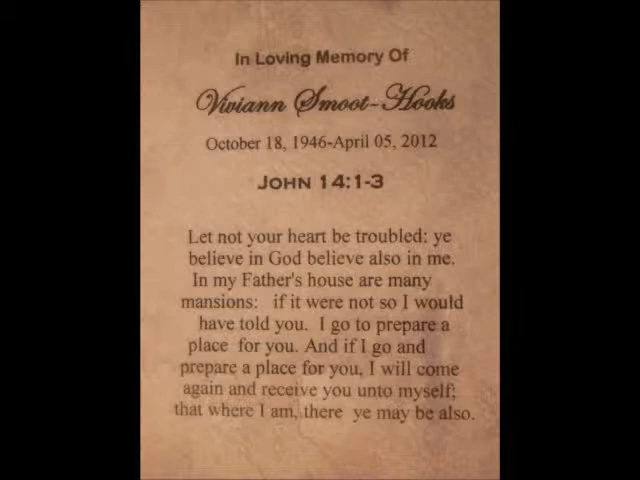 In Loving Memory Of
Viviann Smoot-Hooks
October 18, 1946-April 05, 2012
JOHN 14:1-3
Let not your heart be troubled: ye
believe in God believe also in me.
In my Father's house are many
mansions: if it were not so I would
have told you. I go to prepare a
place for you. And if I go and
prepare a place for you, I will come
again and receive you unto myself;
that where I am, there ye may be also.